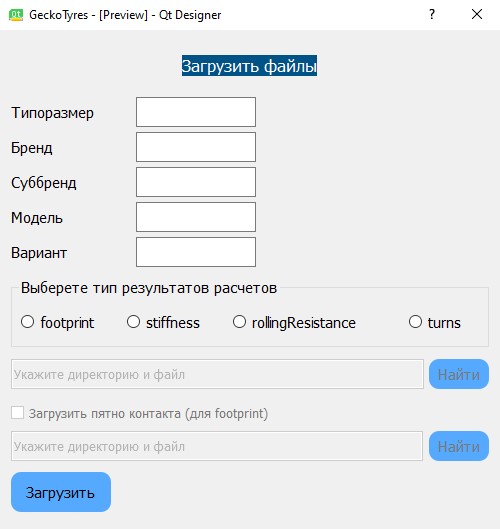 GeckoTyres - [Preview] - Qt Designer
Загрузить файлы
Типоразмер
Бренд
Суббренд
Модель
Вариант
Выберете тип результатов расчетов
footprint stiffness rollingResistance turns
Укажите директорию и файл Найти
Загрузить пятно контакта (для footprint)
Укажите директорию и файл Найти
Загрузить